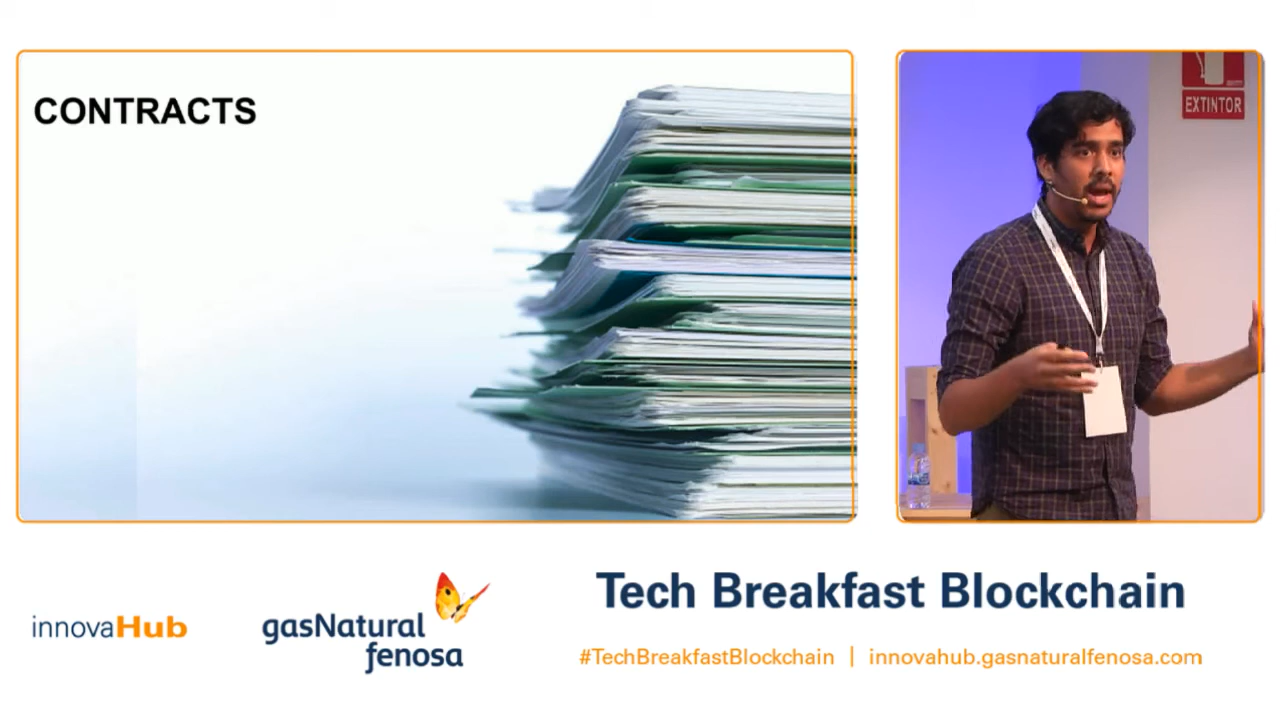 CONTRACTS
EXTINTOR
innovaHub
gasNatural
fenosa
Tech Breakfast Blockchain
#TechBreakfastBlockchain | innovahub.gasnaturalfenosa.com